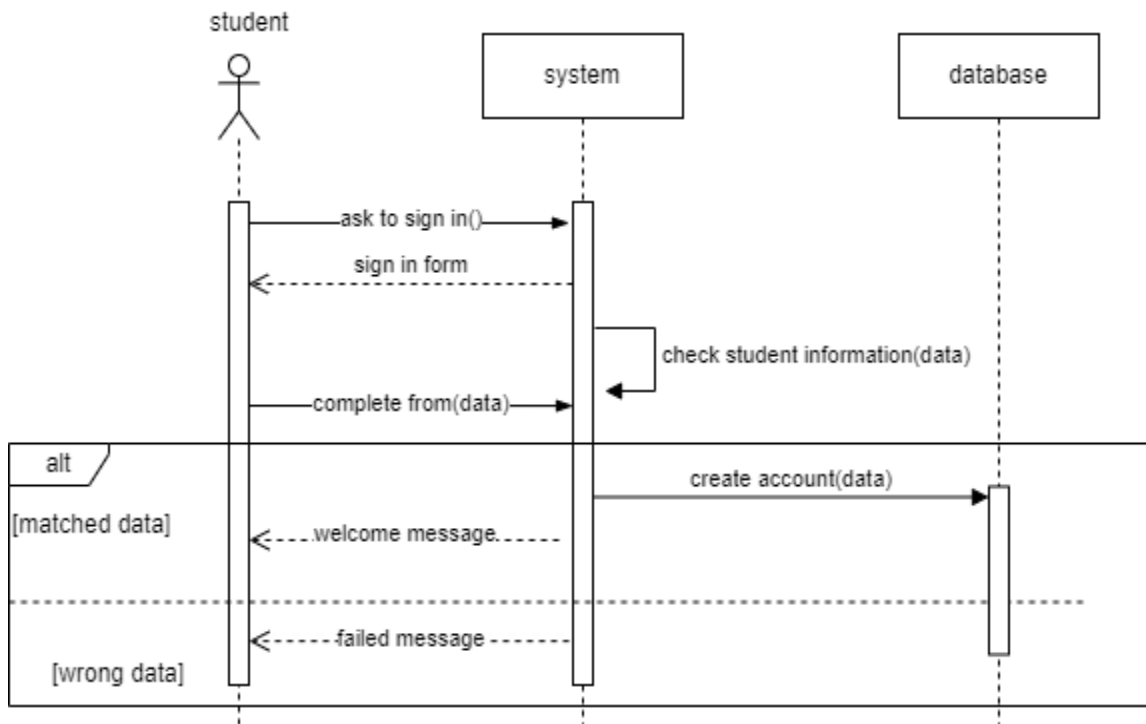 student
system
database
ask to sign in()
sign in form
check student information(data)
complete from(data)
alt
create account(data)
[matched data]
welcome message
failed message
[wrong data]